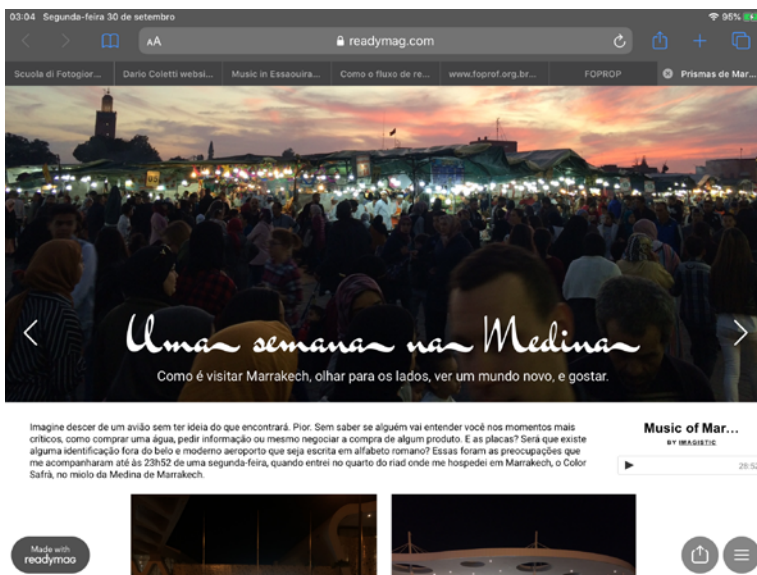 03:04 Segunda-feira 30 de setembro
95%
AA
readymag.com
Scuola di Fotogior...
Dario Coletti websi...
Music in Essaouira...
Como o fluxo de re...
www.foprof.org.br...
FOPROP
Prismas de Mar...
Uma semana na Medina
Como é visitar Marrakech, olhar para os lados, ver um mundo novo, e gostar.
Imagine descer de um avião sem ter ideia do que encontrará. Pior. Sem saber se alguém vai entender você nos momentos mais
críticos, como comprar uma água, pedir informação ou mesmo negociar a compra de algum produto. E as placas? Será que existe
alguma identificação fora do belo e moderno aeroporto que seja escrita em alfabeto romano? Essas foram as preocupações que
me acompanharam até às 23h52 de uma segunda-feira, quando entrei no quarto do riad onde me hospedei em Marrakech, o Color
Safrà, no miolo da Medina de Marrakech.
Music of Mar...
BY IMAGISTIC
28:52
Made with
readymag